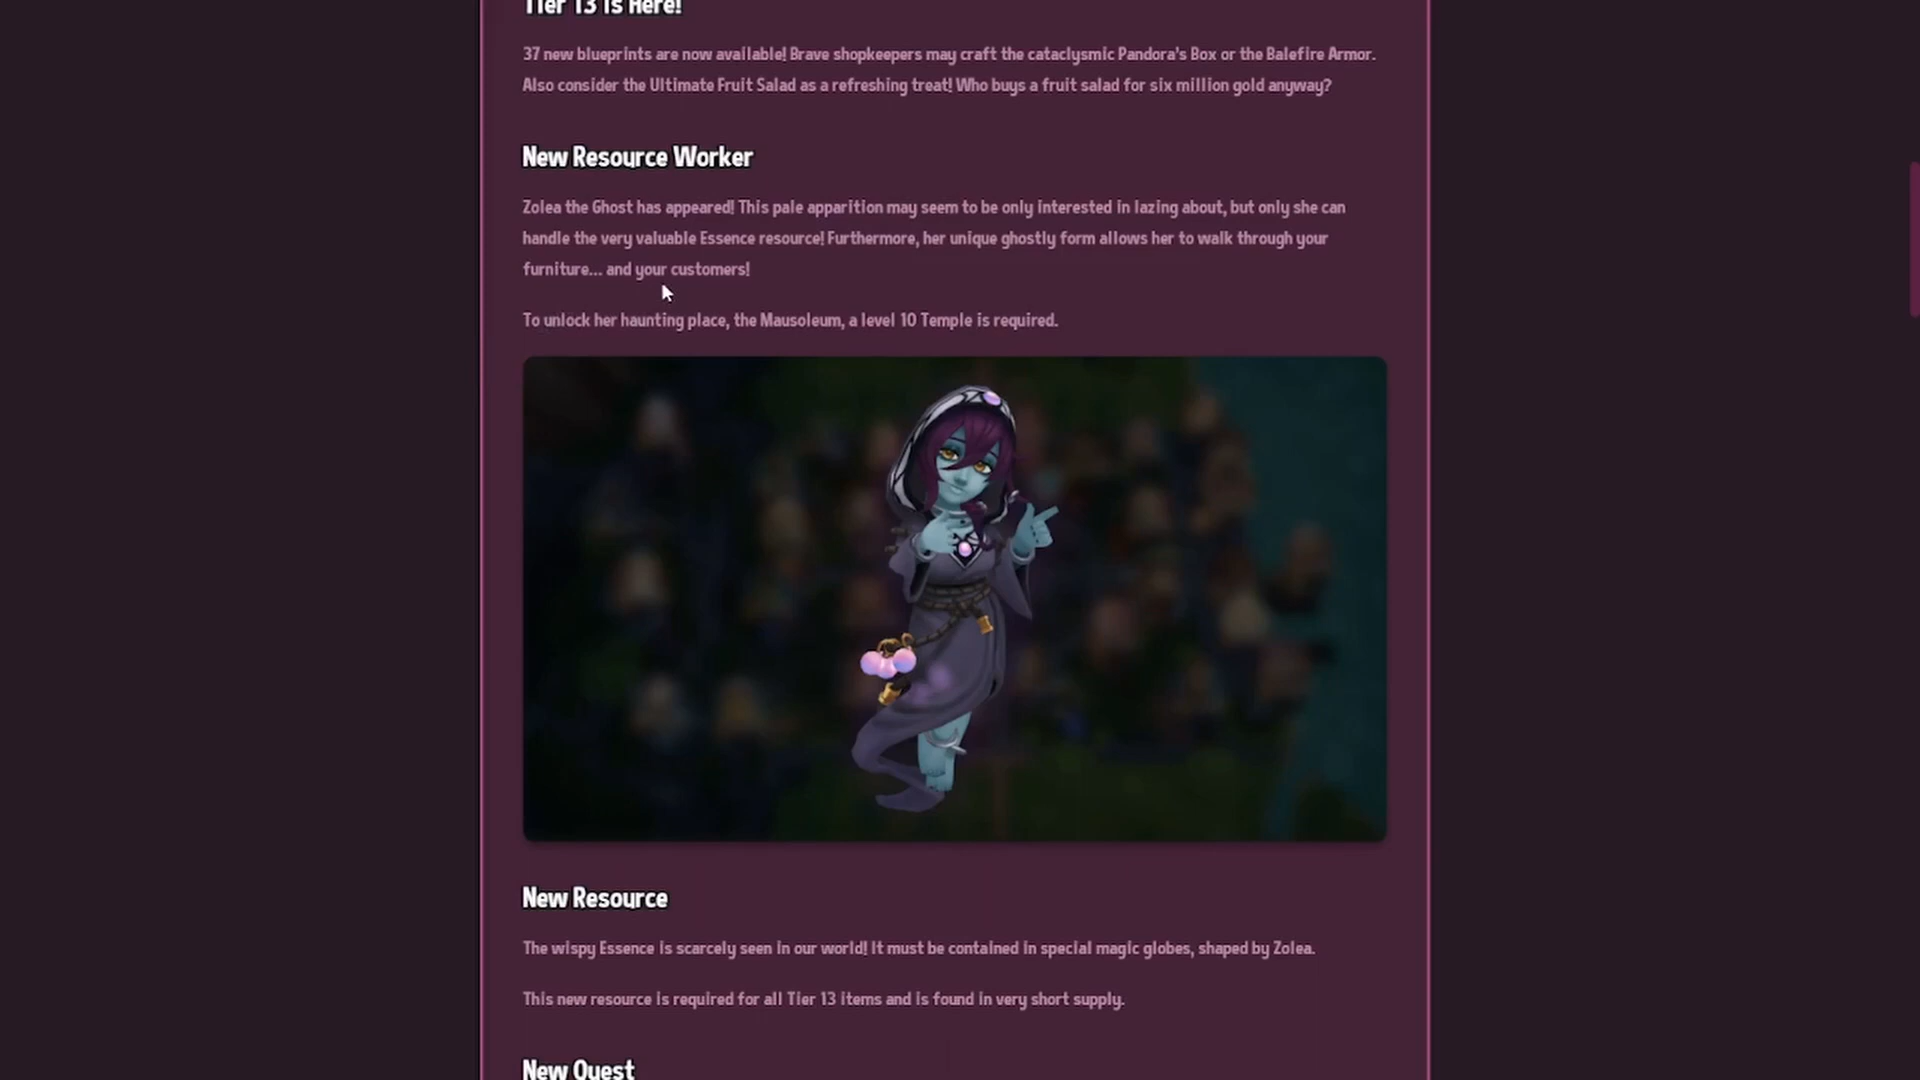 Tier 13 Is Here!
37 new blueprints are now available! Brave shopkeepers may craft the cataclysmic Pandora's Box or the Balefire Armor.
Also consider the Ultimate Fruit Salad as a refreshing treat! Who buys a fruit salad for six million gold anyway?
New Resource Worker
Zolea the Ghost has appeared! This pale apparition may seem to be only interested in lazing about, but only she can
handle the very valuable Essence resource! Furthermore, her unique ghostly form allows her to walk through your
furniture... and your customers!
To unlock her haunting place, the Mausoleum, a level 10 Temple is required.
New Resource
The wispy Essence is scarcely seen in our world! It must be contained in special magic globes, shaped by Zolea.
This new resource is required for all Tier 13 items and is found in very short supply.
New Quest